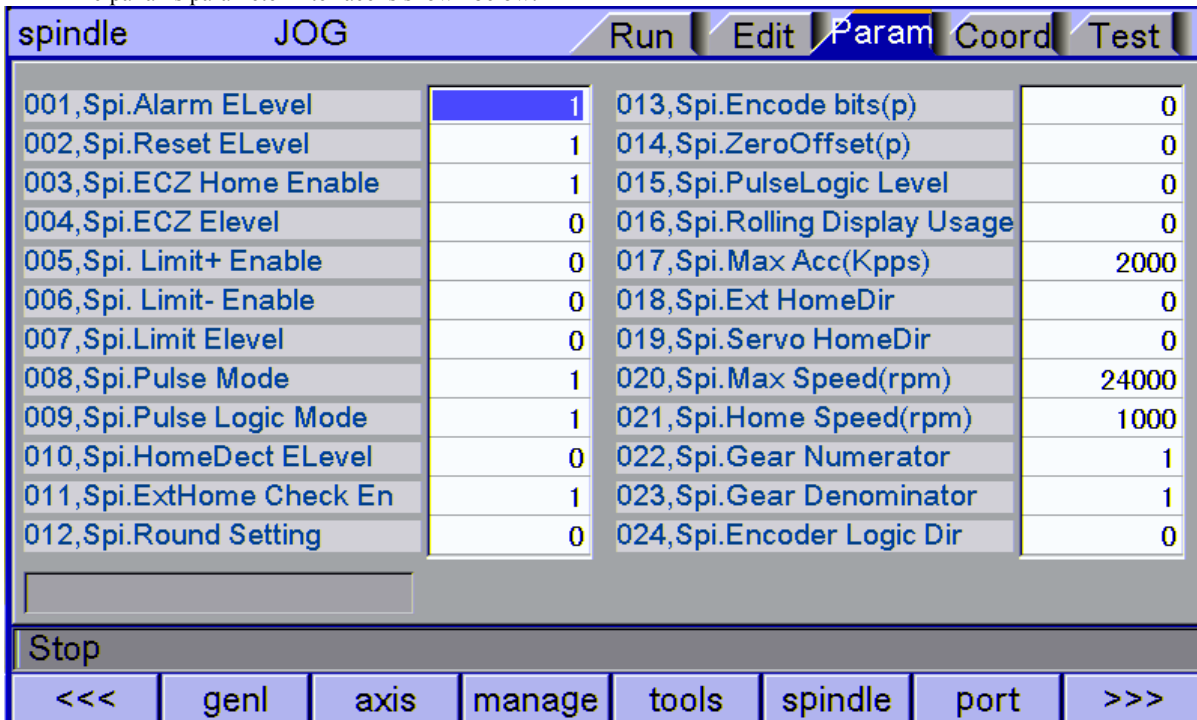 spindle JOG Run Edit Param Coord Test
001,Spi.Alarm ELevel 1
002,Spi.Reset ELevel 1
003,Spi.ECZ Home Enable 1
004,Spi.ECZ Elevel 0
005,Spi. Limit+ Enable 0
006,Spi. Limit- Enable 0
007,Spi.Limit Elevel 0
008,Spi.Pulse Mode 1
009,Spi.Pulse Logic Mode 1
010,Spi.HomeDect ELevel 0
011,Spi.ExtHome Check En 1
012,Spi.Round Setting 0
013,Spi.Encode bits(p) 0
014,Spi.ZeroOffset(p) 0
015,Spi.PulseLogic Level 0
016,Spi.Rolling Display Usage 0
017,Spi.Max Acc(Kpps) 2000
018,Spi.Ext HomeDir 0
019,Spi.Servo HomeDir 0
020,Spi.Max Speed(rpm) 24000
021,Spi.Home Speed(rpm) 1000
022,Spi.Gear Numerator 1
023,Spi.Gear Denominator 1
024,Spi.Encoder Logic Dir 0
Stop
<<< genl axis manage tools spindle port >>>